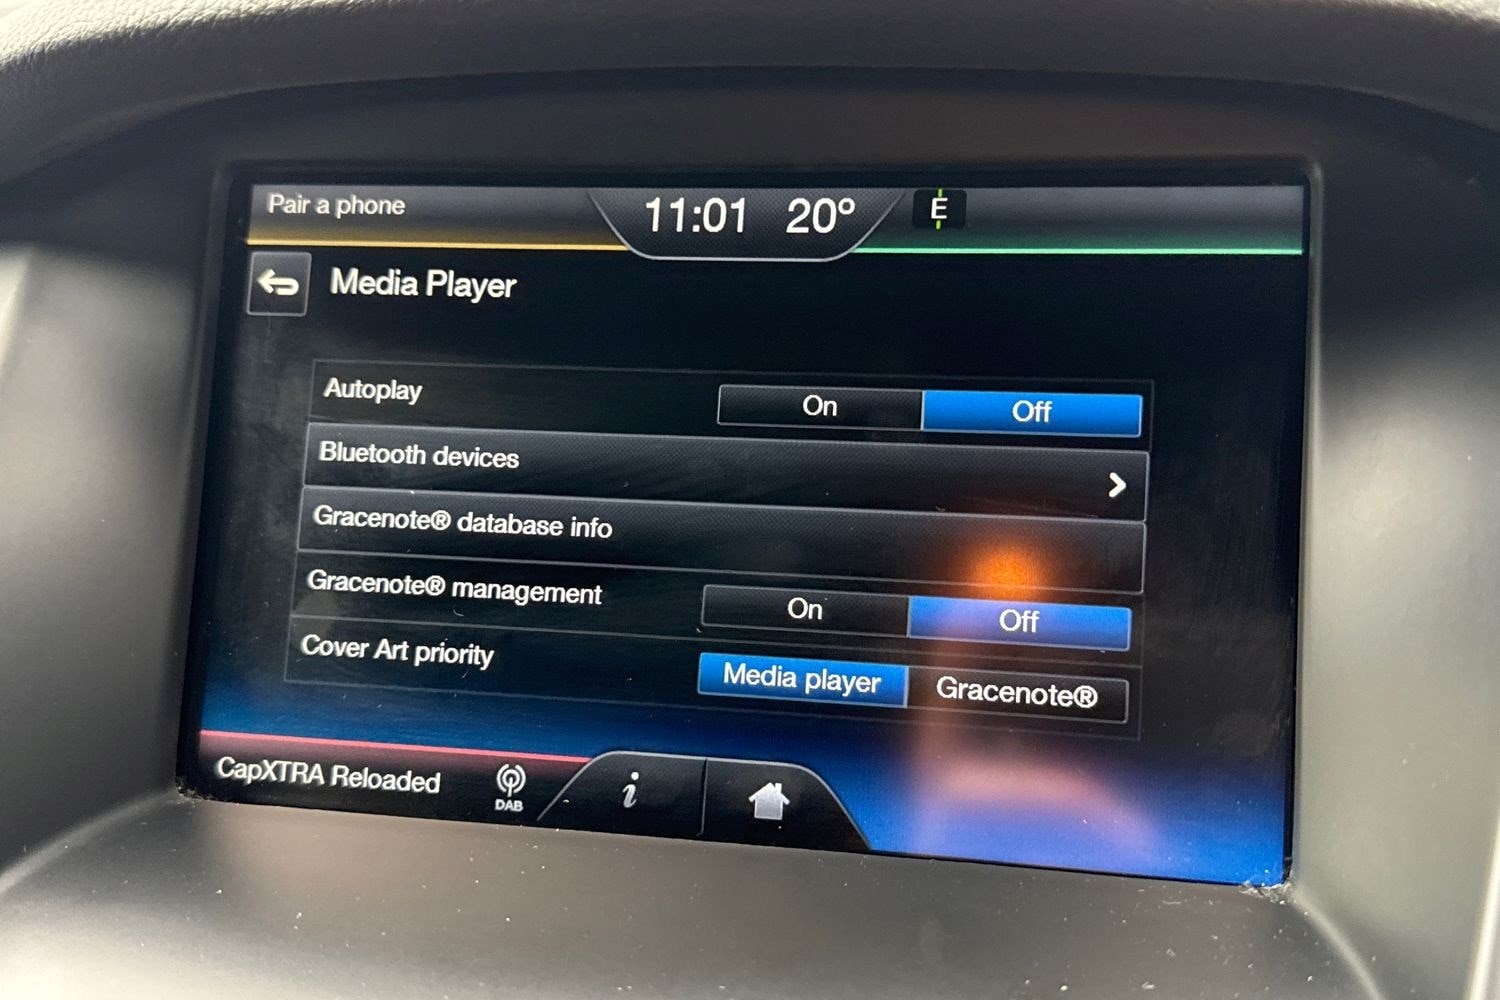 Pair a phone
11:01 20° E
Media Player
Autoplay On Off
Bluetooth devices
Gracenote® database info
Gracenote® management On Off
Cover Art priority Media player Gracenote®
CapXTRA Reloaded DAB i